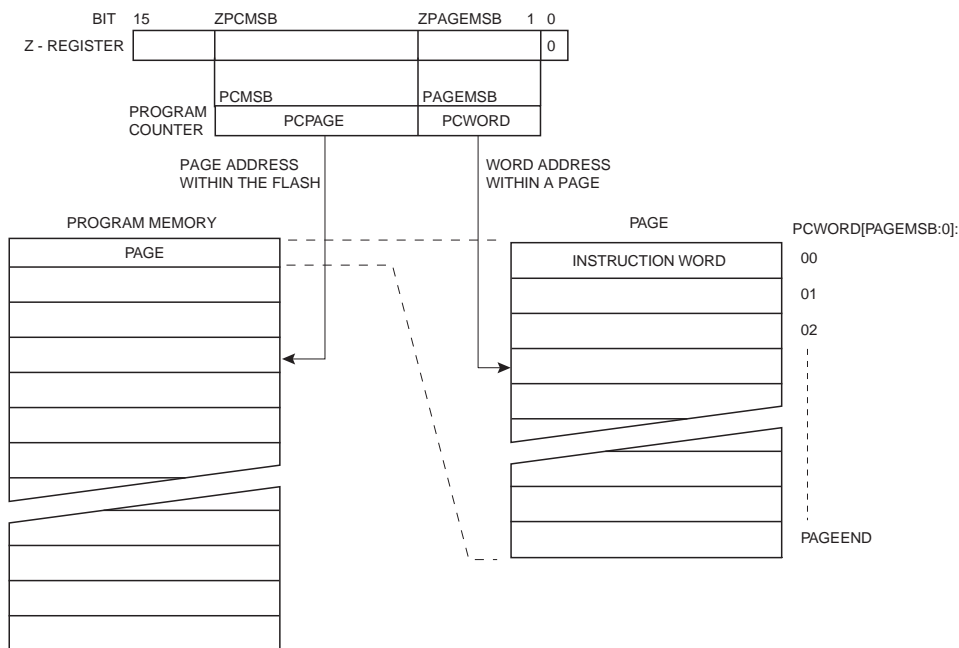 BIT 15 ZPCMSB ZPAGEMSB 1 0
Z - REGISTER 0
PCMSB PAGEMSB
PROGRAM
COUNTER
PCPAGE PCWORD
PAGE ADDRESS
WITHIN THE FLASH
WORD ADDRESS
WITHIN A PAGE
PROGRAM MEMORY
PAGE
PAGE
PCWORD[PAGEMSB:0]:
INSTRUCTION WORD 00
01
02
PAGEEND